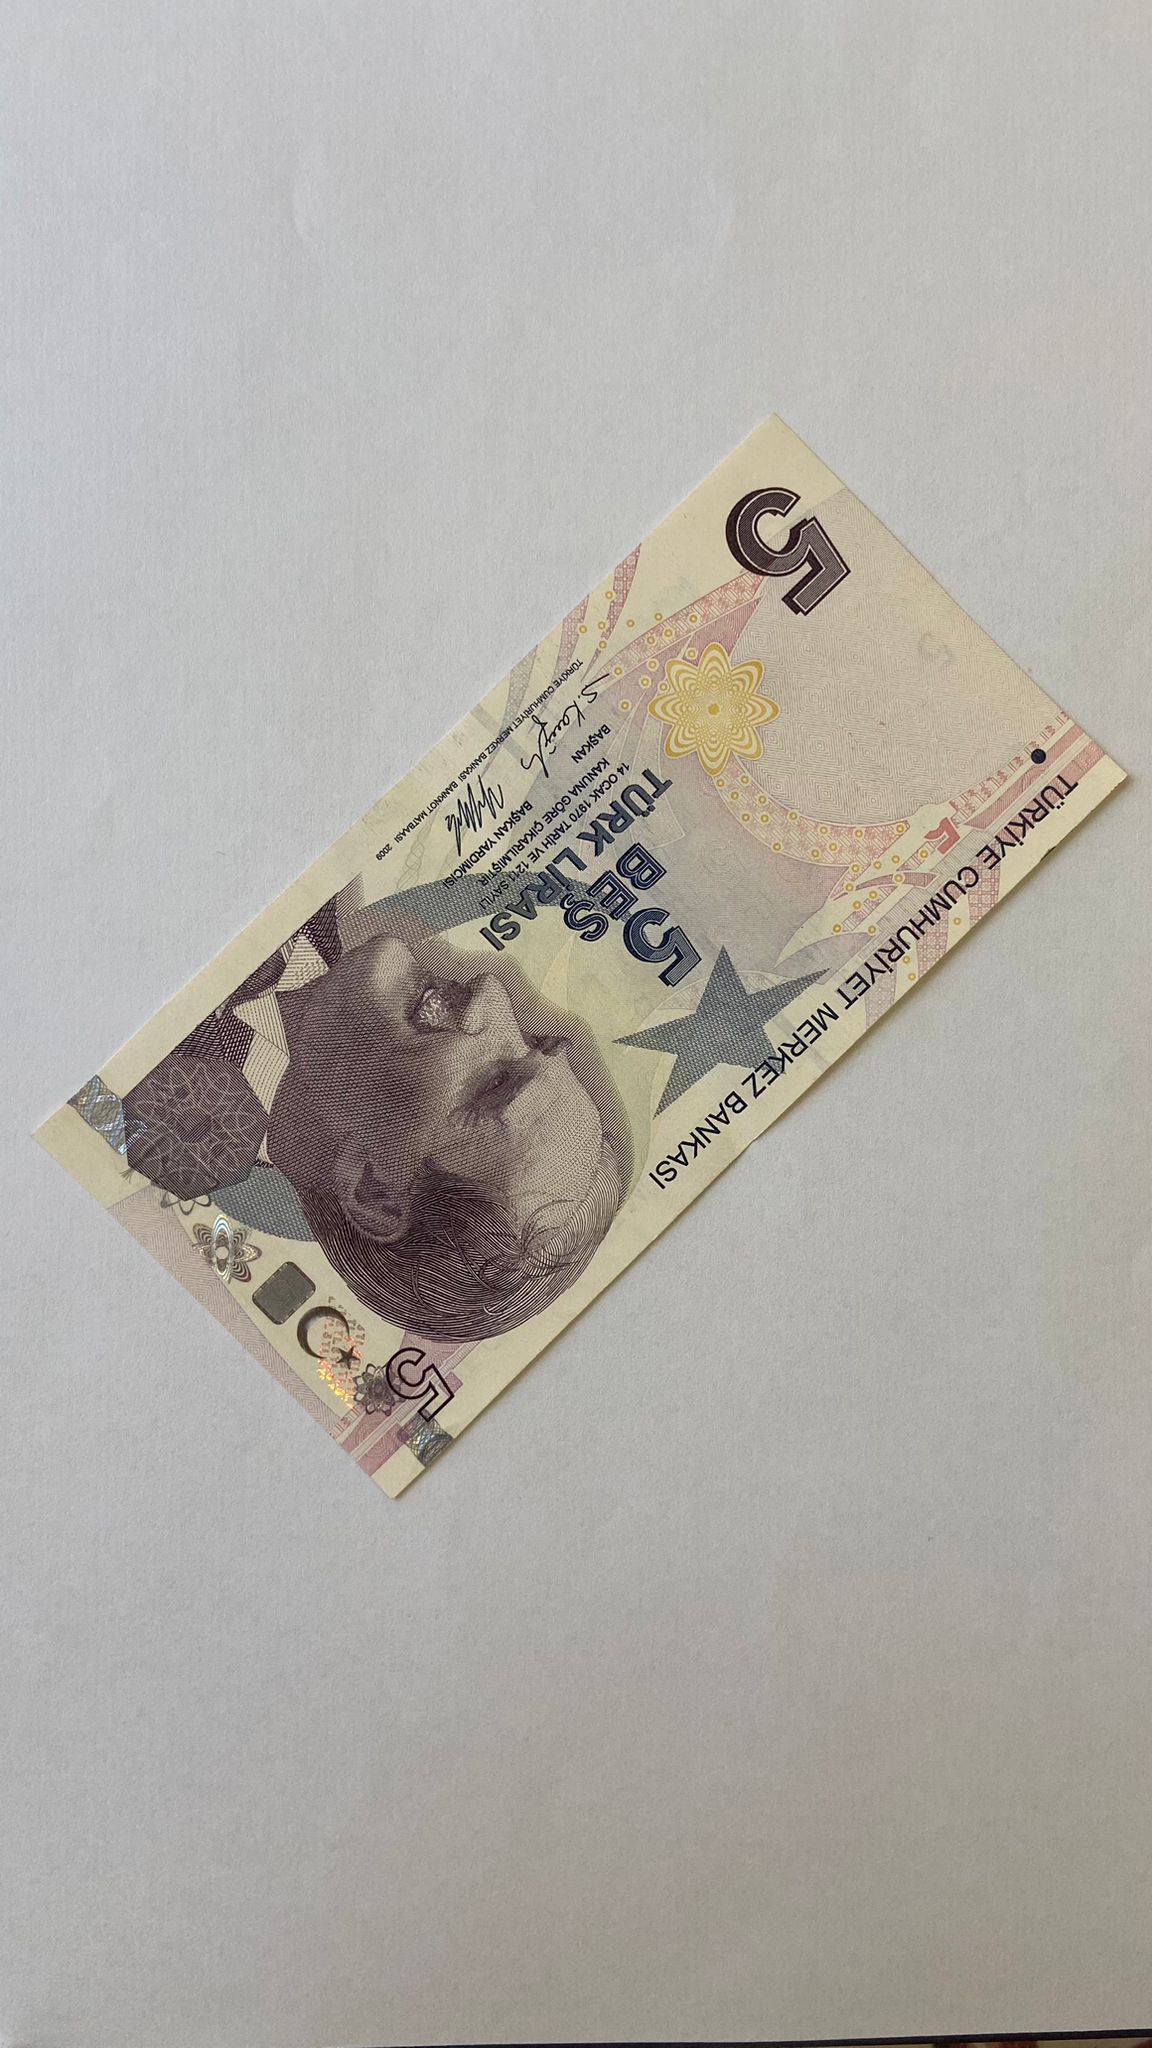 5
TÜRKİYE CUMHURİYET MERKEZ BANKASI
5
5 BEŞ
TÜRK LİRASI
14 OCAK 1970 TARİH VE 1211 SAYILI
KANUNA GÖRE ÇIKARILMIŞTIR
BAŞKAN
BAŞKAN YARDIMCISI
TÜRKİYE CUMHURİYET MERKEZ BANKASI BANKNOT MATBAASI 2009
5